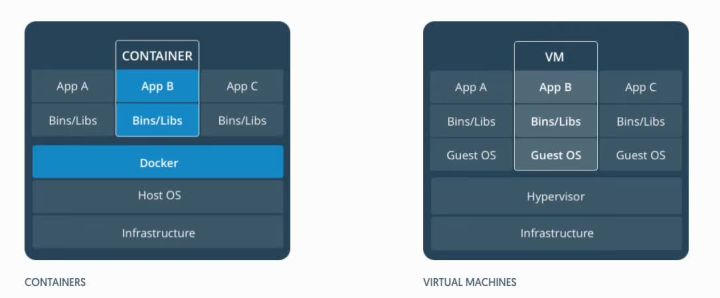 CONTAINER
App A App B App C
Bins/Libs Bins/Libs Bins/Libs
Docker
Host OS
Infrastructure
CONTAINERS
VM
App A App B App C
Bins/Libs Bins/Libs Bins/Libs
Guest OS Guest OS Guest OS
Hypervisor
Infrastructure
VIRTUAL MACHINES